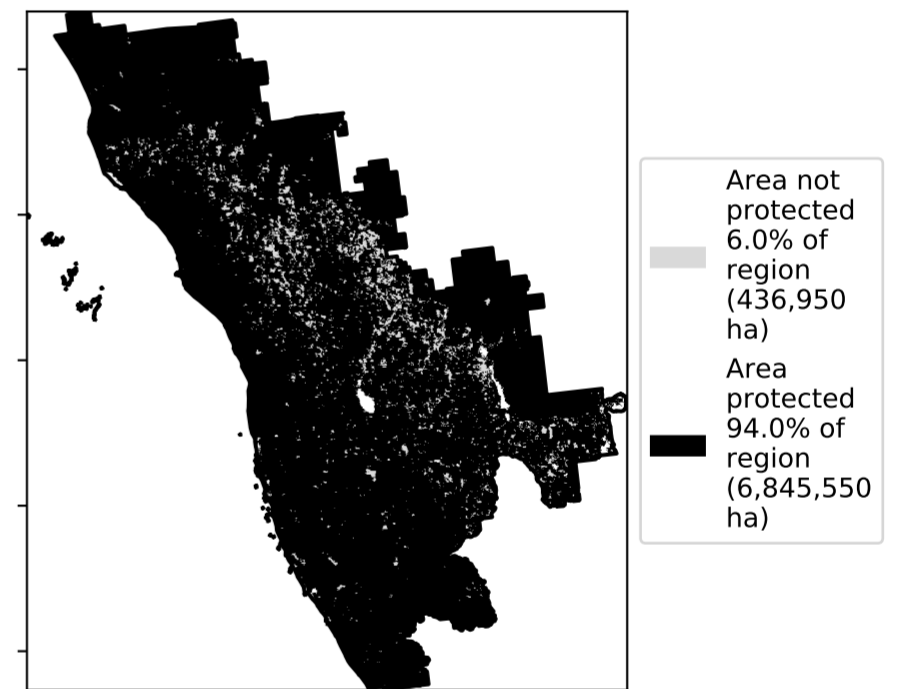 Area not
protected
6.0% of
region
(436,950
ha)
Area
protected
94.0% of
region
(6,845,550
ha)